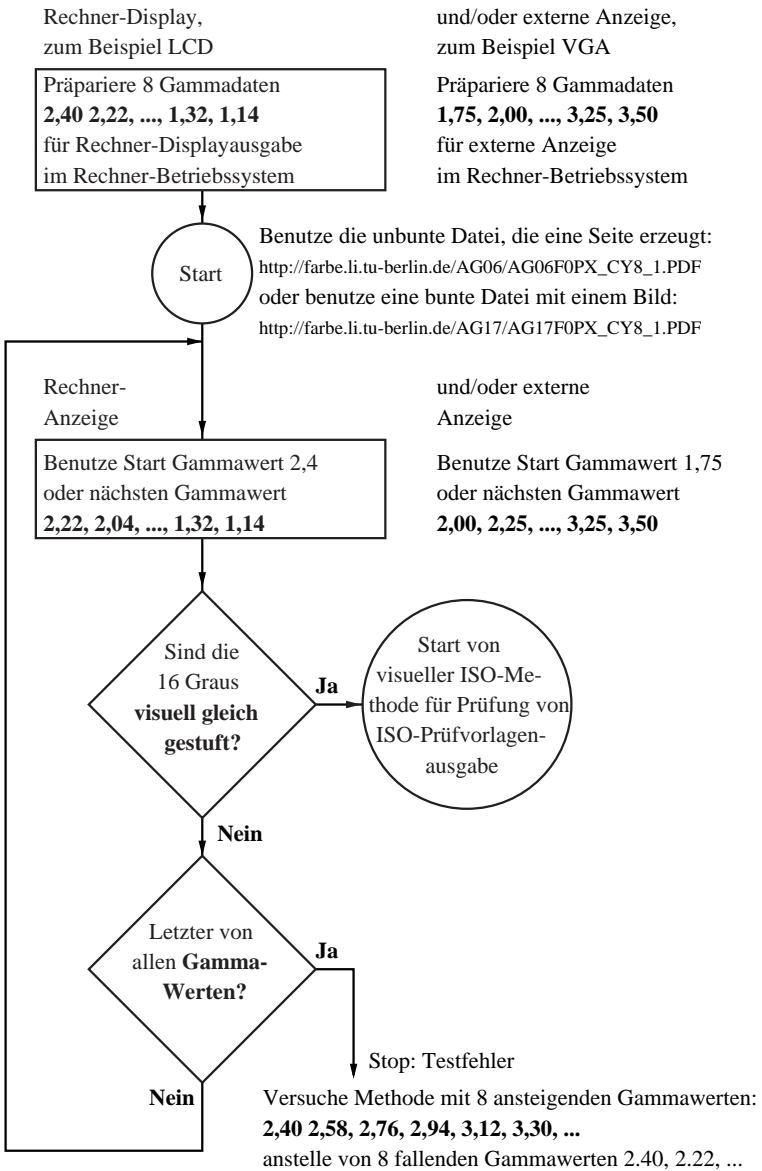 Rechner-Display,
zum Beispiel LCD
und/oder externe Anzeige,
zum Beispiel VGA
Präpariere 8 Gammadaten
2,40 2,22, ..., 1,32, 1,14
für Rechner-Displayausgabe
im Rechner-Betriebssystem
Präpariere 8 Gammadaten
1,75, 2,00, ..., 3,25, 3,50
für externe Anzeige
im Rechner-Betriebssystem
Start
Benutze die unbunte Datei, die eine Seite erzeugt:
http://farbe.li.tu-berlin.de/AG06/AG06F0PX_CY8_1.PDF
oder benutze eine bunte Datei mit einem Bild:
http://farbe.li.tu-berlin.de/AG17/AG17F0PX_CY8_1.PDF
Rechner-
Anzeige
und/oder externe
Anzeige
Benutze Start Gammawert 2,4
oder nächsten Gammawert
2,22, 2,04, ..., 1,32, 1,14
Benutze Start Gammawert 1,75
oder nächsten Gammawert
2,00, 2,25, ..., 3,25, 3,50
Sind die
16 Graus
visuell gleich
gestuft?
Ja
Start von
visueller ISO-Me-
thode für Prüfung von
ISO-Prüfvorlagen-
ausgabe
Nein
Letzter von
allen Gamma-
Werten?
Ja
Stop: Testfehler
Nein
Versuche Methode mit 8 ansteigenden Gammawerten:
2,40 2,58, 2,76, 2,94, 3,12, 3,30, ...
anstelle von 8 fallenden Gammawerten 2.40, 2.22, ...